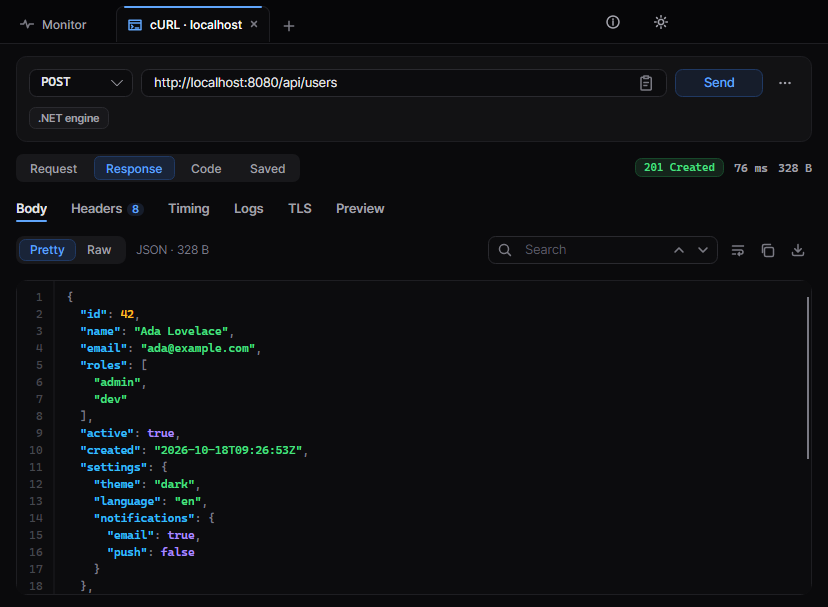 Monitor
cURL · localhost
POST
http://localhost:8080/api/users
Send
.NET engine
Request
Response
Code
Saved
201 Created
76 ms
328 B
Body
Headers 8
Timing
Logs
TLS
Preview
Pretty
Raw
JSON · 328 B
Search
1 {
2   "id": 42,
3   "name": "Ada Lovelace",
4   "email": "ada@example.com",
5   "roles": [
6     "admin",
7     "dev"
8   ],
9   "active": true,
10   "created": "2026-10-18T09:26:53Z",
11   "settings": {
12     "theme": "dark",
13     "language": "en",
14     "notifications": {
15       "email": true,
16       "push": false
17     }
18   },